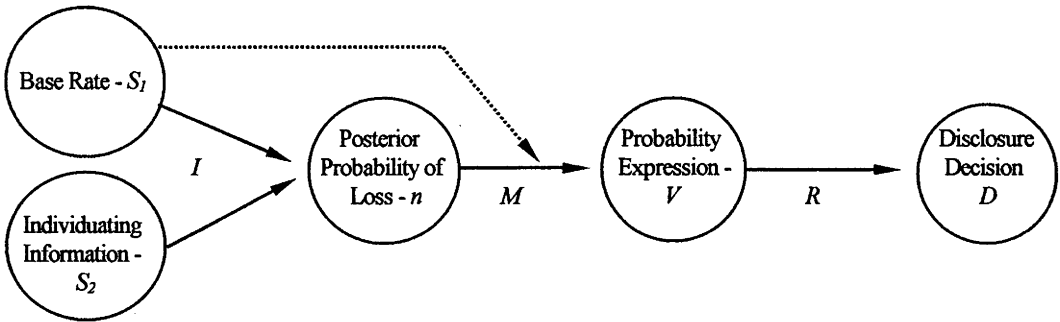 Base Rate - S1
Individuating
Information -
S2
I
Posterior
Probability of
Loss - n
M
Probability
Expression -
V
R
Disclosure
Decision
D